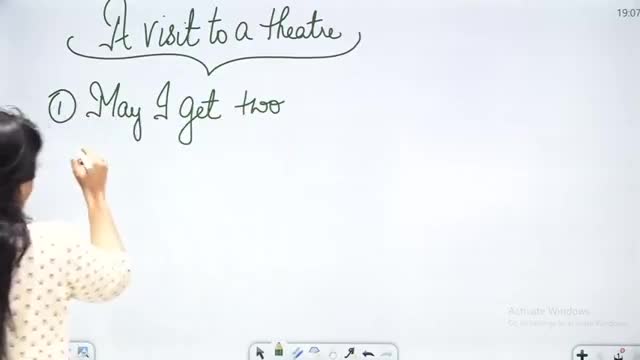 19:07
A visit to a theatre
① May I get two
Activate Windows
Go to Settings to activate Windows.